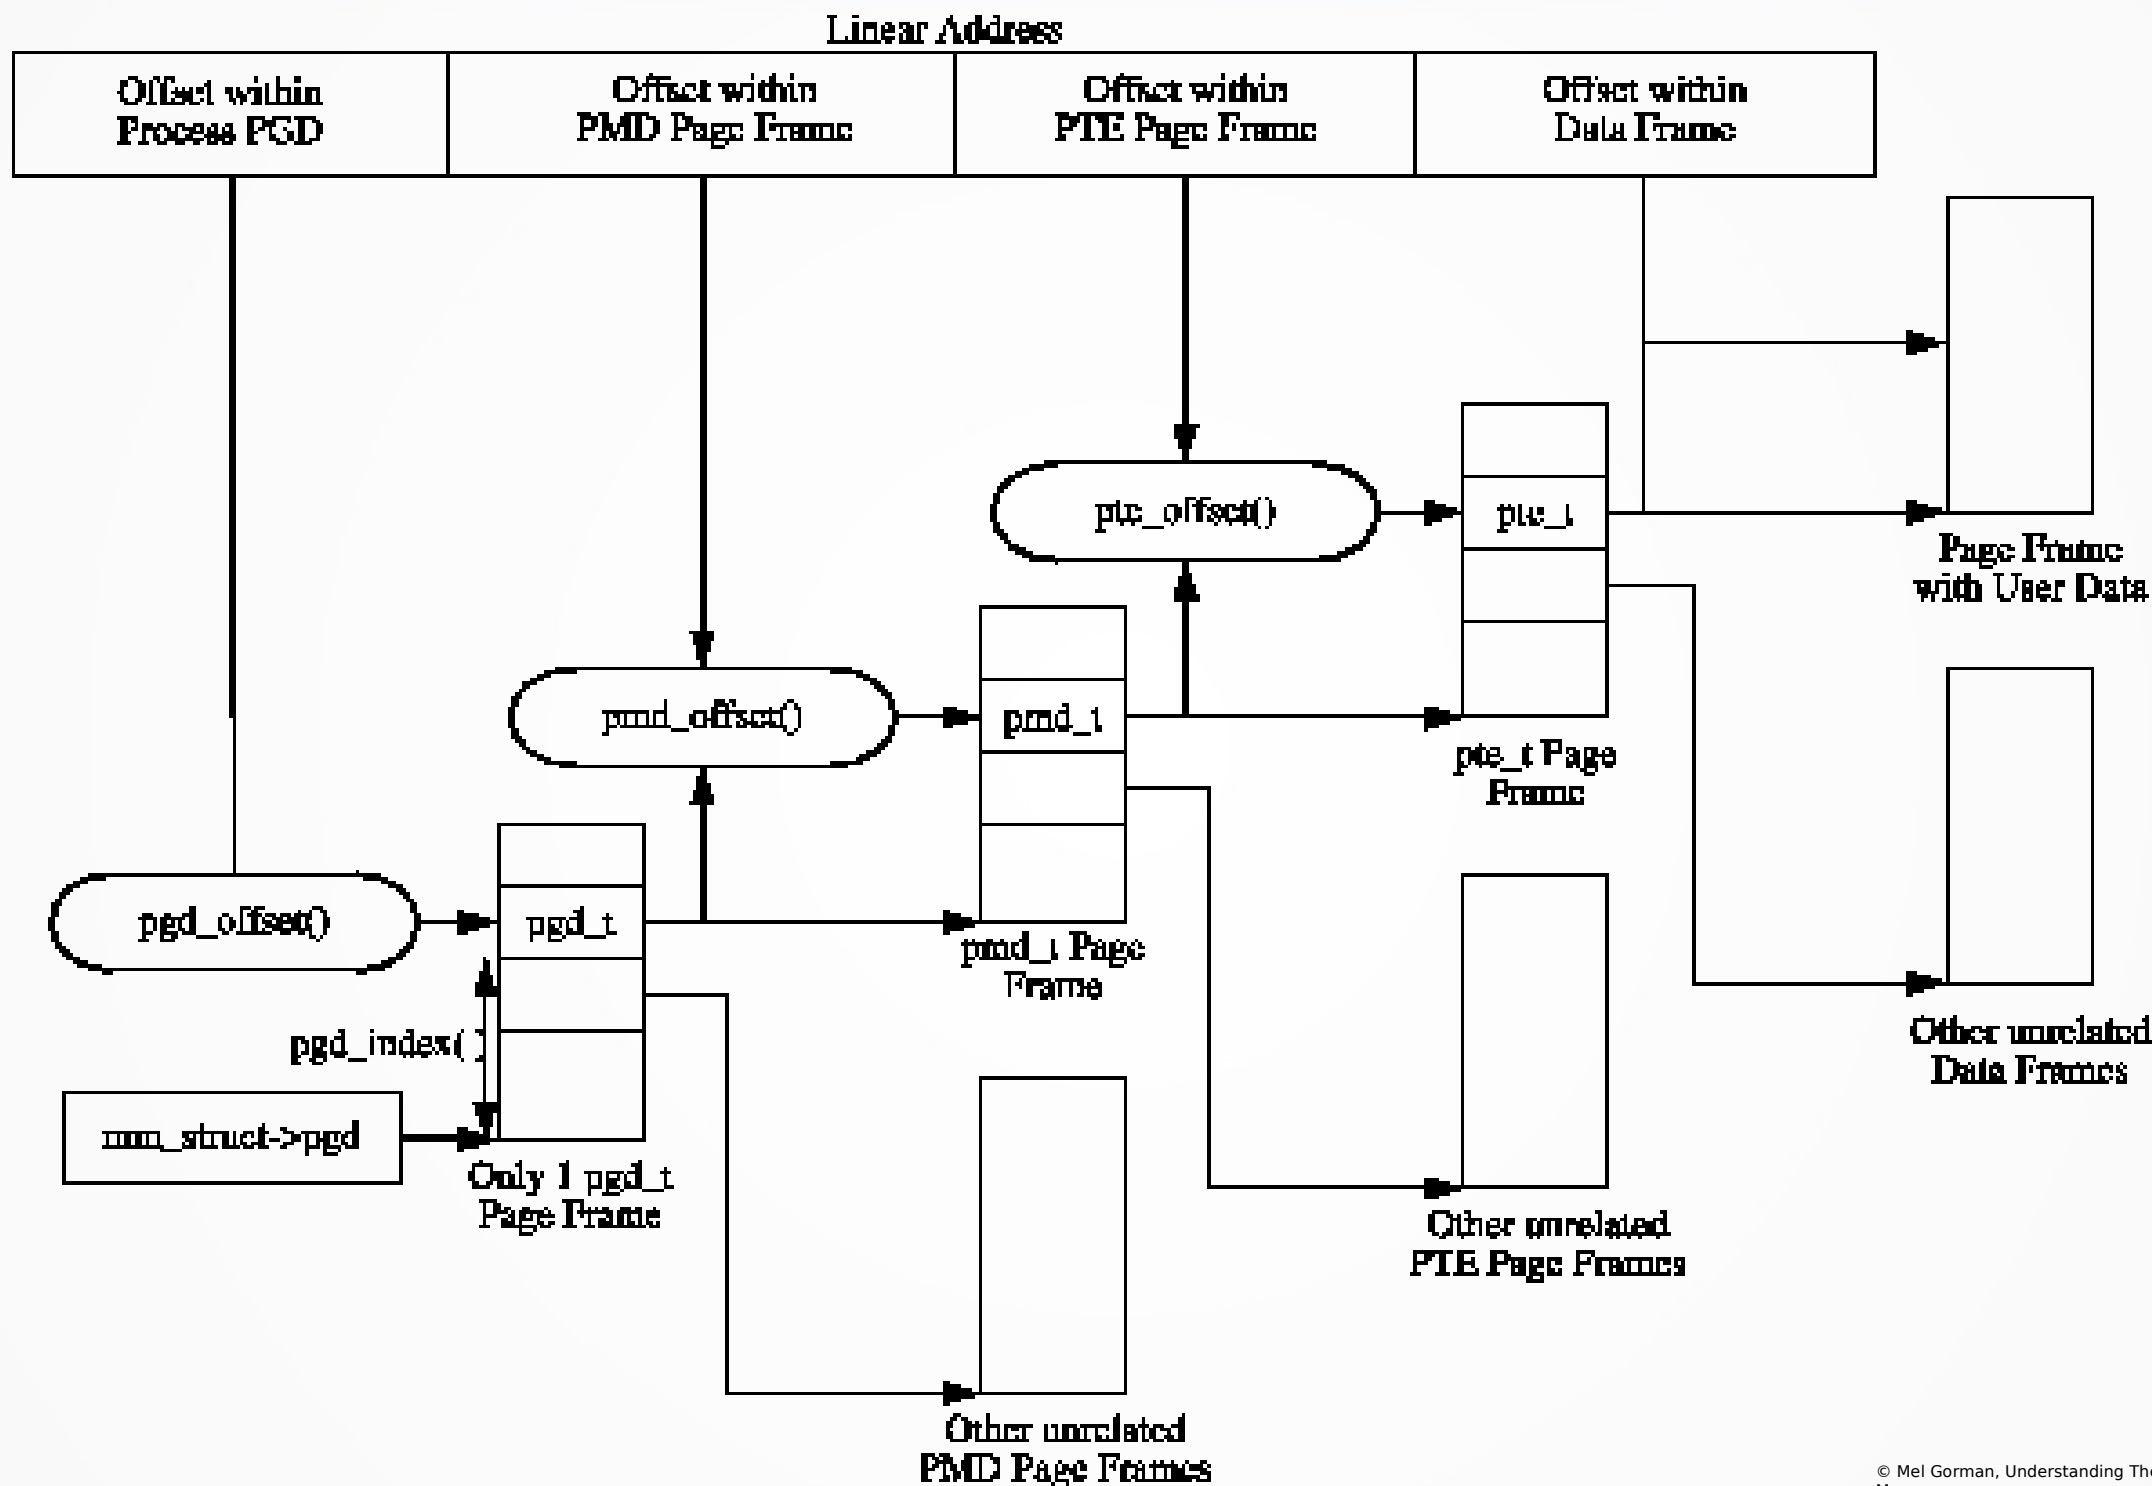 Linear Address
Offset within
Process PGD
Offset within
PMD Page Frame
Offset within
PTE Page Frame
Offset within
Data Frame
pte_offset()
pte_t
Page Frame
with User Data
pmd_offset()
pmd_t
pte_t Page
Frame
pgd_offset()
pgd_t
pmd_t Page
Frame
pgd_index( )
Other unrelated
Data Frames
mm_struct->pgd
Only 1 pgd_t
Page Frame
Other unrelated
PTE Page Frames
Other unrelated
PMD Page Frames
© Mel Gorman, Understanding The